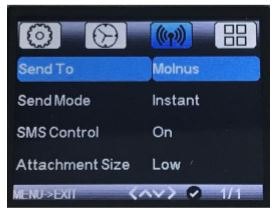 Send To Molnus
Send Mode Instant
SMS Control On
Attachment Size Low
MENU->EXIT 1/1